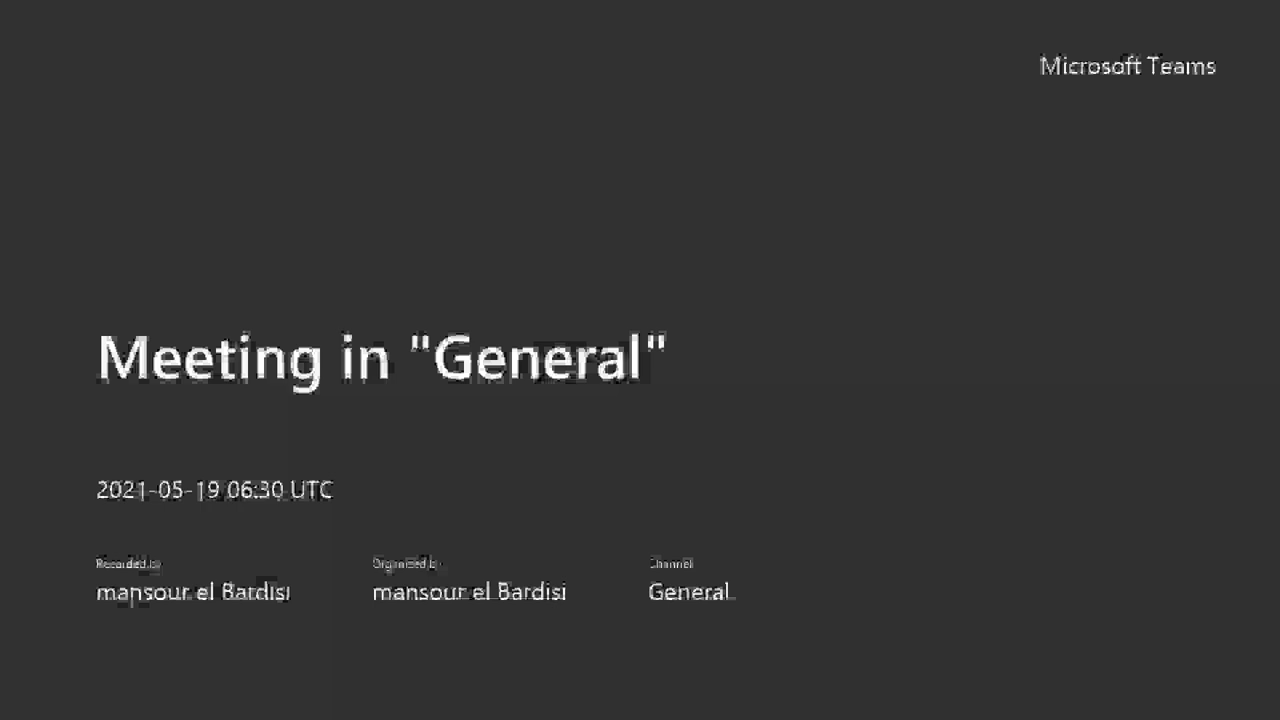 Microsoft Teams
Meeting in "General"
2021-05-19 06:30 UTC
Recorded by
Organized by
Channel
mansour el Bardisi
mansour el Bardisi
General